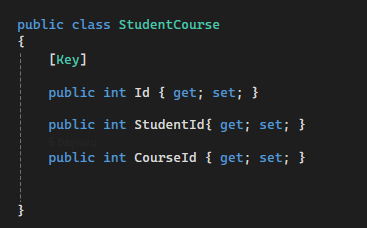 public class StudentCourse
{
[Key]
public int Id { get; set; }
public int StudentId{ get; set; }
public int CourseId { get; set; }
}